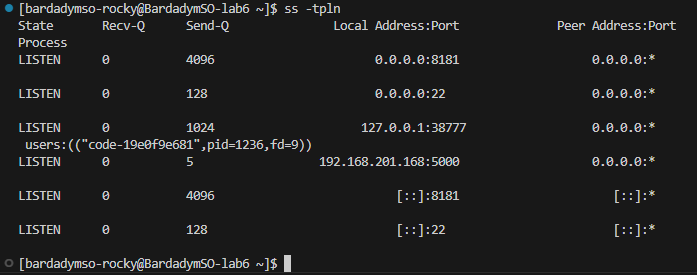 [bardadymso-rocky@BardadymSO-lab6 ~]$ ss -tpln
State Recv-Q Send-Q Local Address:Port Peer Address:Port
Process
LISTEN 0 4096 0.0.0.0:8181 0.0.0.0:*
LISTEN 0 128 0.0.0.0:22 0.0.0.0:*
LISTEN 0 1024 127.0.0.1:38777 0.0.0.0:*
users:(("code-19e0f9e681",pid=1236,fd=9))
LISTEN 0 5 192.168.201.168:5000 0.0.0.0:*
LISTEN 0 4096 [::]:8181 [::]:*
LISTEN 0 128 [::]:22 [::]:*
[bardadymso-rocky@BardadymSO-lab6 ~]$